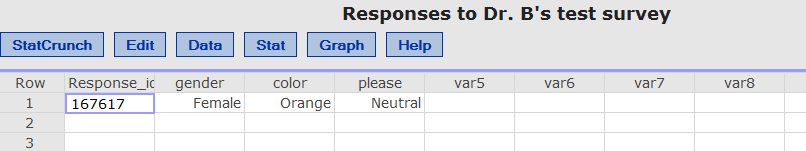 Responses to Dr. B's test survey
StatCrunch Edit Data Stat Graph Help
Row Response_id gender color please var5 var6 var7 var8
1 167617 Female Orange Neutral
2
3